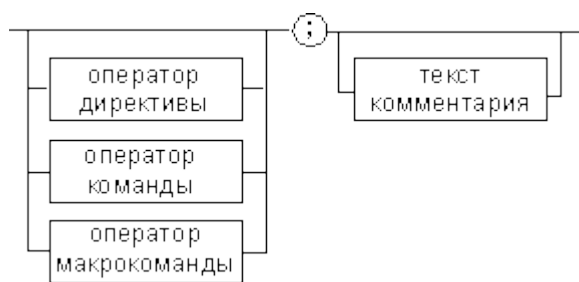 ;
оператор
директивы
текст
комментария
оператор
команды
оператор
макрокоманды